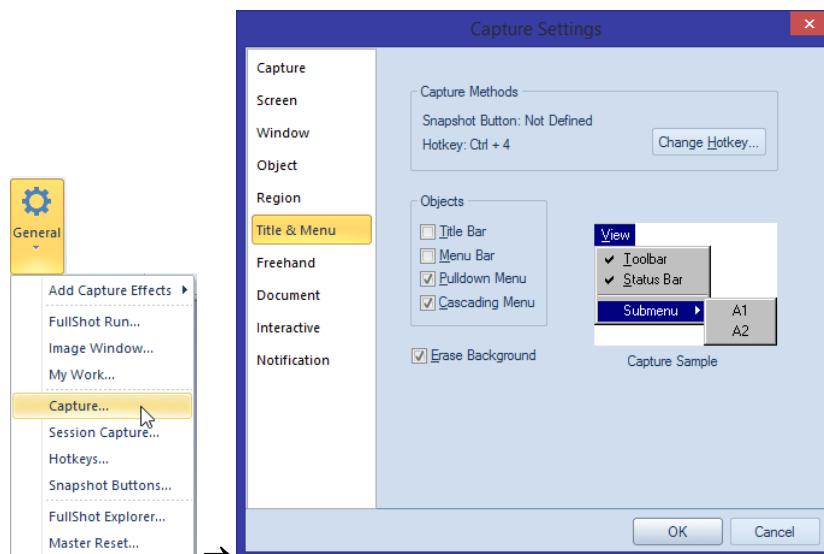 General
Add Capture Effects
FullShot Run...
Image Window...
My Work...
Capture...
Session Capture...
Hotkeys...
Snapshot Buttons...
FullShot Explorer...
Master Reset...
→
Capture Settings
Capture
Screen
Window
Object
Region
Title & Menu
Freehand
Document
Interactive
Notification
Capture Methods
Snapshot Button: Not Defined
Hotkey: Ctrl + 4
Change Hotkey...
Objects
Title Bar
Menu Bar
Pulldown Menu
Cascading Menu
Erase Background
View
Toolbar
Status Bar
Submenu
A1
A2
Capture Sample
OK
Cancel